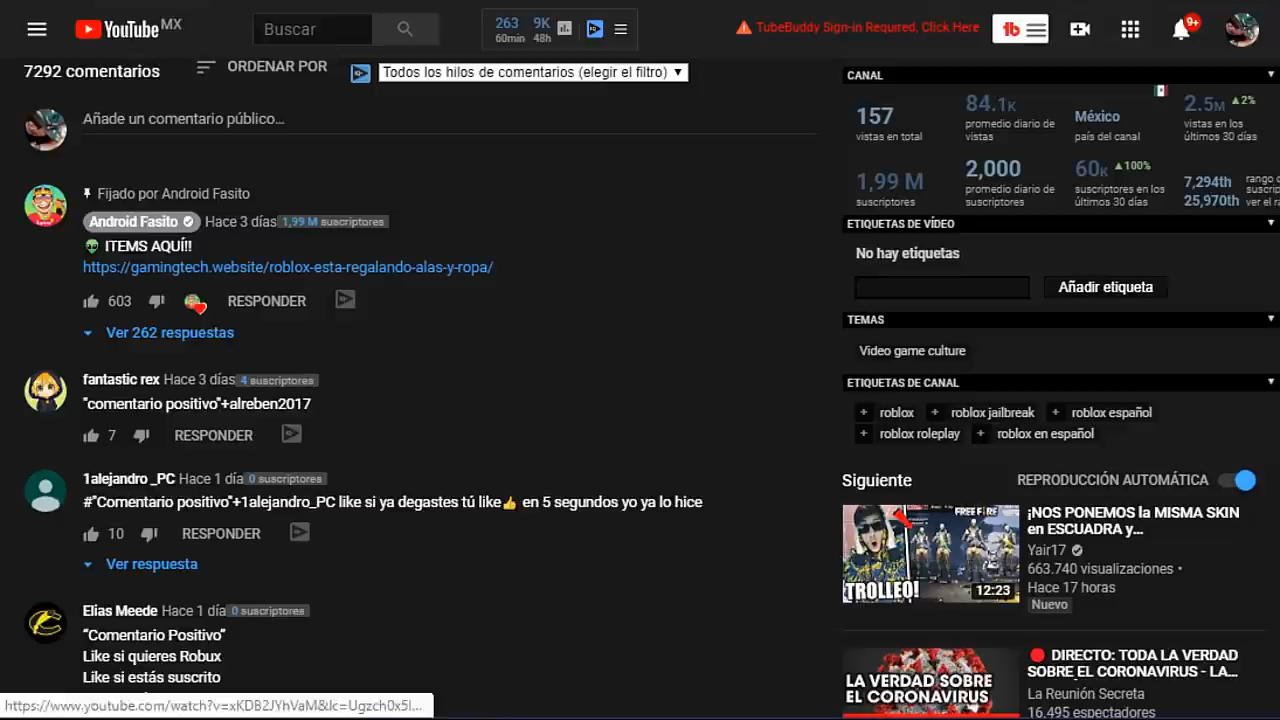 YouTube MX
Buscar
263 9K
60min 48h
TubeBuddy Sign-in Required, Click Here
tb
9+
7292 comentarios
ORDENAR POR
Todos los hilos de comentarios (elegir el filtro)
Añade un comentario público...
Fijado por Android Fasito
Android Fasito Hace 3 días 1,99 M suscriptores
ITEMS AQUÍ!!
https://gamingtech.website/roblox-esta-regalando-alas-y-ropa/
603 RESPONDER
Ver 262 respuestas
fantastic rex Hace 3 días 4 suscriptores
"comentario positivo"+alreben2017
7 RESPONDER
1alejandro _PC Hace 1 día 0 suscriptores
#"Comentario positivo"+1alejandro_PC like si ya degastes tú like👍 en 5 segundos yo ya lo hice
10 RESPONDER
Ver respuesta
Elias Meede Hace 1 día 0 suscriptores
“Comentario Positivo”
Like si quieres Robux
Like si estás suscrito
https://www.youtube.com/watch?v=xKDB2JYhVaM&lc=Ugzch0x5l...
CANAL
157
vistas en total
84.1K
promedio diario de
vistas
México
país del canal
2.5M ▲2%
vistas en los
últimos 30 días
1,99 M
suscriptores
2,000
promedio diario de
suscriptores
60K ▲100%
suscriptores en los
últimos 30 días
7,294th
25,970th
rango
suscri
ver el ra
ETIQUETAS DE VÍDEO
No hay etiquetas
Añadir etiqueta
TEMAS
Video game culture
ETIQUETAS DE CANAL
+ roblox + roblox jailbreak + roblox español
+ roblox roleplay + roblox en español
Siguiente REPRODUCCIÓN AUTOMÁTICA
FREE FIRE
TROLLEO!
12:23
¡NOS PONEMOS la MISMA SKIN
en ESCUADRA y...
Yair17
663.740 visualizaciones •
Hace 17 horas
Nuevo
LA VERDAD SOBRE
EL CORONAVIRUS
DIRECTO: TODA LA VERDAD
SOBRE EL CORONAVIRUS - LA...
La Reunión Secreta
16.495 espectadores